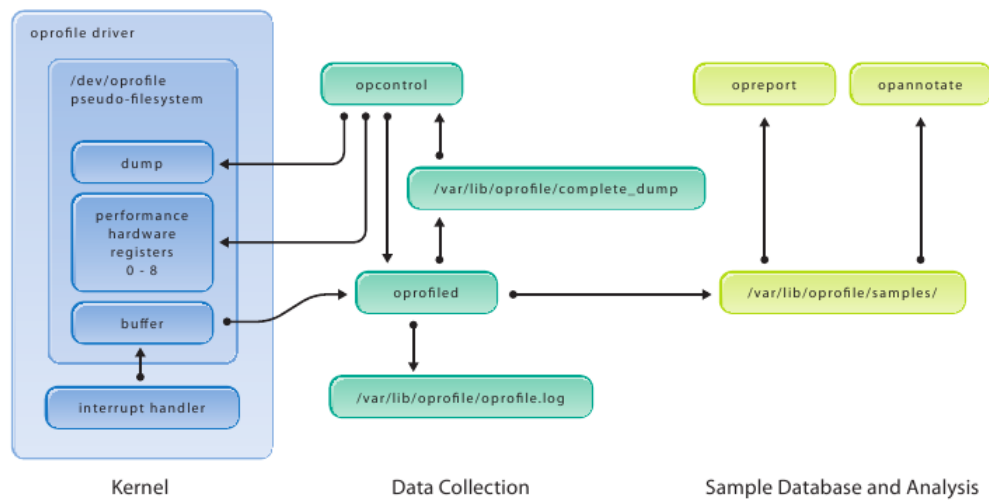 oprofile driver
/dev/oprofile
pseudo-filesystem
dump
performance
hardware
registers
0 - 8
buffer
interrupt handler
Kernel
opcontrol
/var/lib/oprofile/complete_dump
oprofiled
/var/lib/oprofile/oprofile.log
Data Collection
opreport
opannotate
/var/lib/oprofile/samples/
Sample Database and Analysis